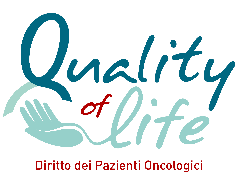 Quality
of life
Diritto dei Pazienti Oncologici